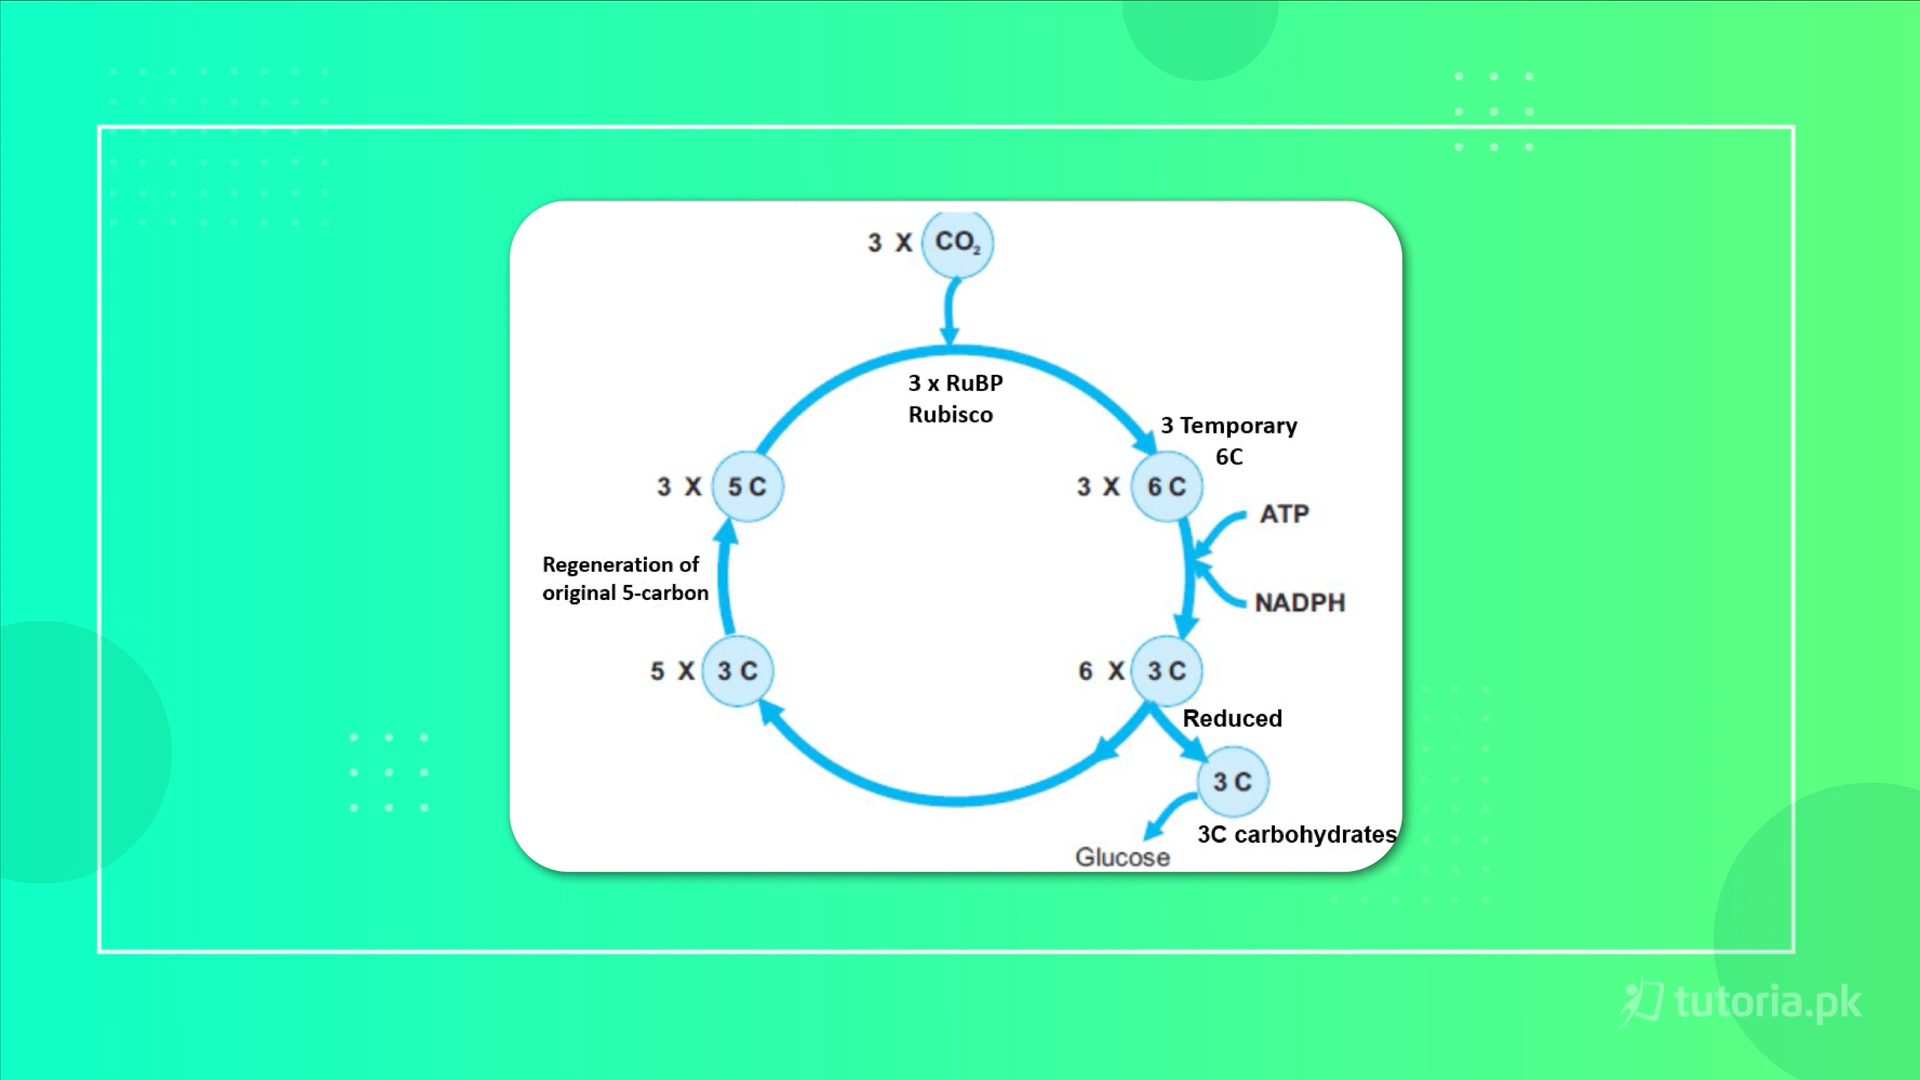 3 X CO₂
3 x RuBP
Rubisco
3 Temporary
6C
3 X 5 C
3 X 6 C
ATP
Regeneration of
original 5-carbon
NADPH
5 X 3 C
6 X 3 C
Reduced
3 C
3C carbohydrates
Glucose
tutoria.pk